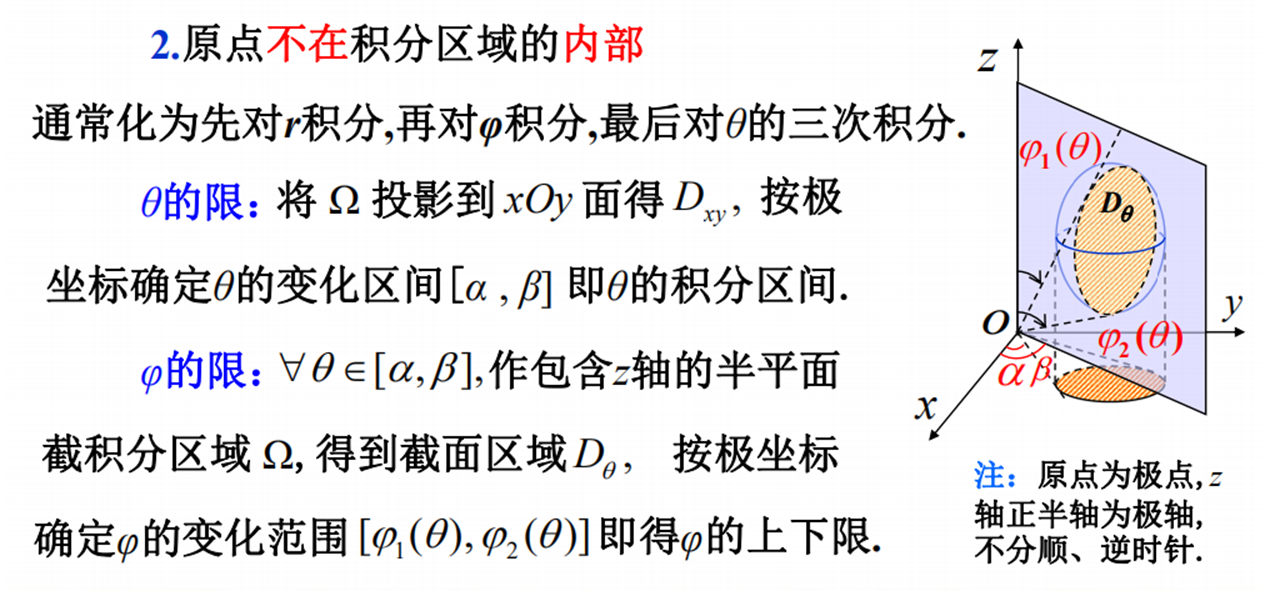 2.原点不在积分区域的内部
通常化为先对r积分,再对φ积分,最后对θ的三次积分.
θ的限：将 Ω 投影到 xOy 面得 D_{xy}, 按极
坐标确定θ的变化区间[α , β] 即θ的积分区间.
φ的限：∀ θ ∈[α, β],作包含z轴的半平面
截积分区域 Ω, 得到截面区域 D_θ, 按极坐标
确定φ的变化范围 [φ₁(θ), φ₂(θ)] 即得φ的上下限.
z
φ₁(θ)
D_θ
O
y
φ₂(θ)
α β
x
注：原点为极点, z
轴正半轴为极轴,
不分顺、逆时针.